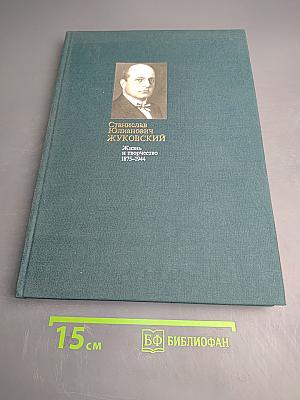 Станислав
Юлианович
ЖУКОВСКИЙ
Жизнь
и творчество
1875-1944
15 см
БФ БИБЛИОФАН